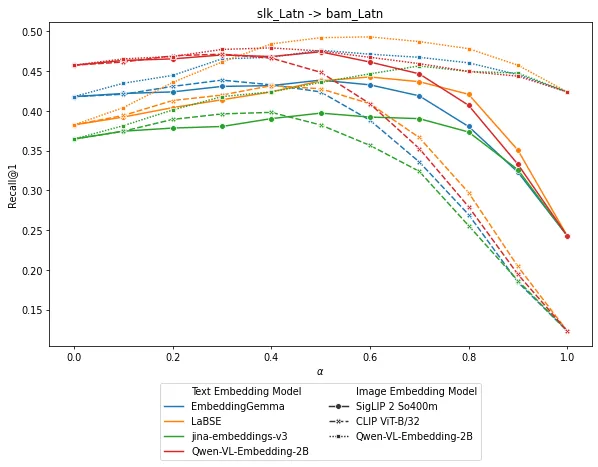 slk_Latn -> bam_Latn
Recall@1
0.50
0.45
0.40
0.35
0.30
0.25
0.20
0.15
0.0 0.2 0.4 0.6 0.8 1.0
α
Text Embedding Model Image Embedding Model
EmbeddingGemma SigLIP 2 So400m
LaBSE CLIP ViT-B/32
jina-embeddings-v3 Qwen-VL-Embedding-2B
Qwen-VL-Embedding-2B